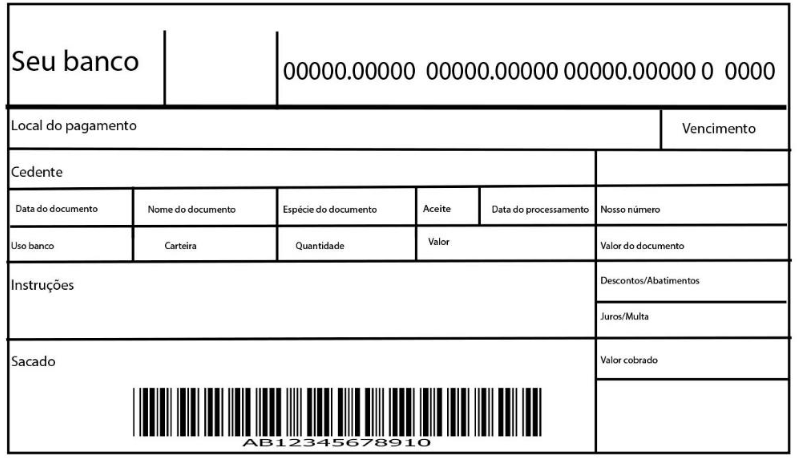 Seu banco
00000.00000 00000.00000 00000.00000 0 0000
Local do pagamento
Vencimento
Cedente
Data do documento
Nome do documento
Espécie do documento
Aceite
Data do processamento
Nosso número
Uso banco
Carteira
Quantidade
Valor
Valor do documento
Instruções
Descontos/Abatimentos
Juros/Multa
Sacado
Valor cobrado
AB12345678910